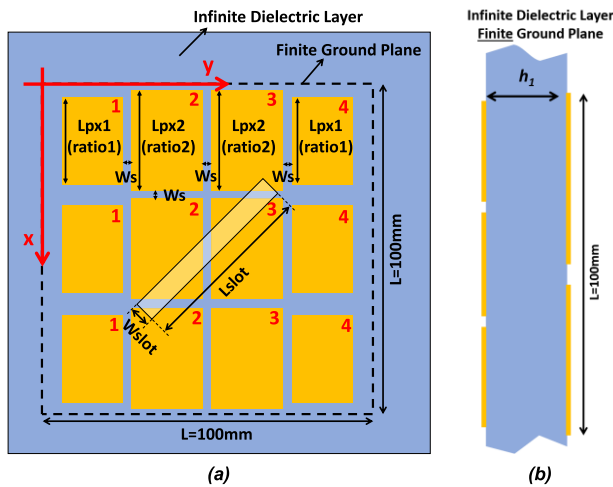 Infinite Dielectric Layer
Finite Ground Plane
y
x
1
2
3
4
Lpx1
(ratio1)
Lpx2
(ratio2)
Lpx2
(ratio2)
Lpx1
(ratio1)
Ws
Ws
Ws
Ws
1
2
3
4
Lslot
Wslot
1
2
3
4
L=100mm
L=100mm
(a)
Infinite Dielectric Layer
Finite Ground Plane
h1
L=100mm
(b)